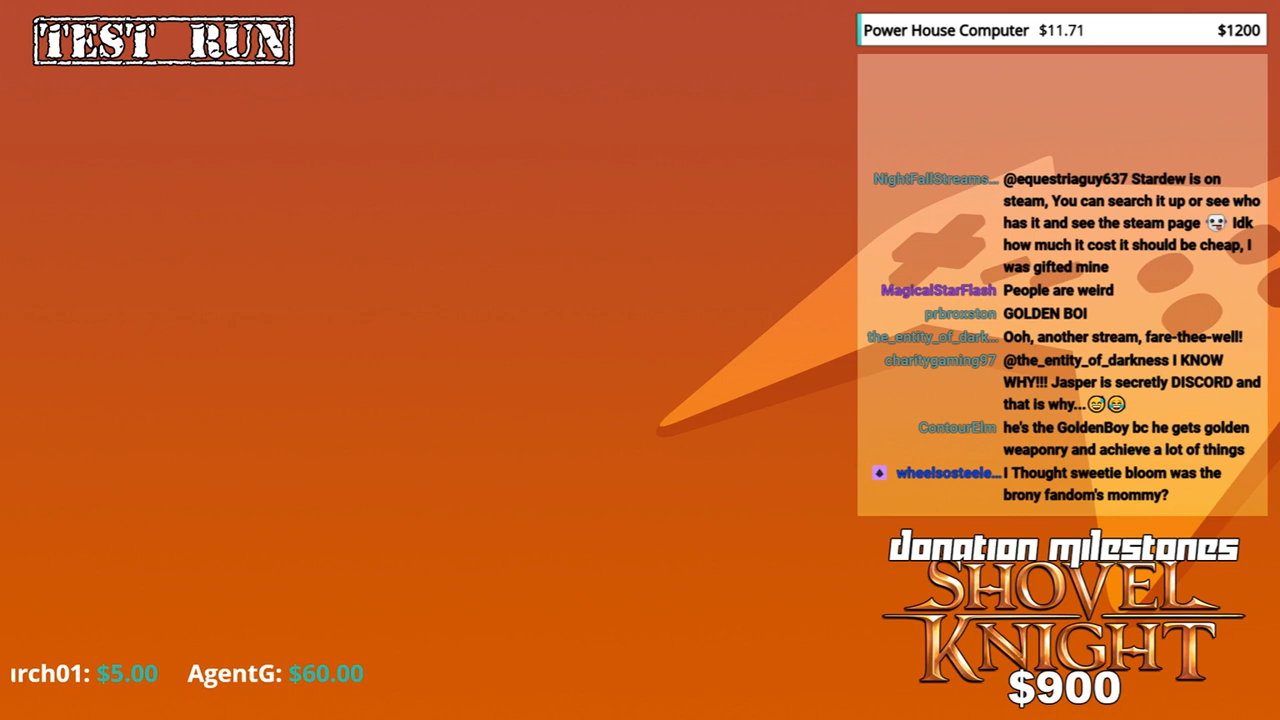 TEST RUN
Power House Computer $11.71 $1200
NightFallStreams... @equestriaguy637 Stardew is on
steam, You can search it up or see who
has it and see the steam page Idk
how much it cost it should be cheap, I
was gifted mine
MagicalStarFlash People are weird
prbroxston GOLDEN BOI
the_entity_of_dark... Ooh, another stream, fare-thee-well!
charitygaming97 @the_entity_of_darkness I KNOW
WHY!!! Jasper is secretly DISCORD and
that is why...😅😂
ContourElm he's the GoldenBoy bc he gets golden
weaponry and achieve a lot of things
wheelsosteele... I Thought sweetie bloom was the
brony fandom's mommy?
Donation Milestones
SHOVEL
KNIGHT
$900
urch01: $5.00 AgentG: $60.00